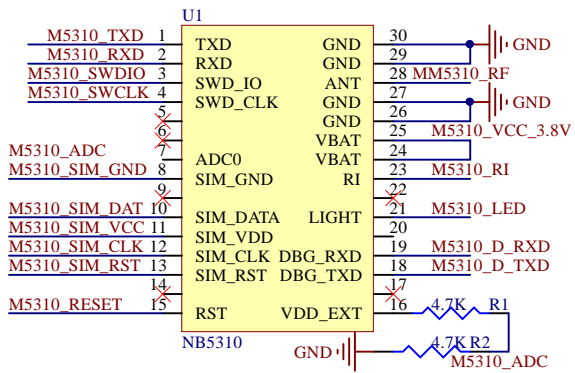 U1
M5310_TXD 1 TXD GND 30
M5310_RXD 2 RXD GND 29 GND
M5310_SWDIO 3 SWD_IO ANT 28 MM5310_RF
M5310_SWCLK 4 SWD_CLK GND 27
5 GND 26 GND
6 VBAT 25 M5310_VCC_3.8V
M5310_ADC 7 ADC0 VBAT 24
M5310_SIM_GND 8 SIM_GND RI 23 M5310_RI
9 22
M5310_SIM_DAT 10 SIM_DATA LIGHT 21 M5310_LED
M5310_SIM_VCC 11 SIM_VDD 20
M5310_SIM_CLK 12 SIM_CLK DBG_RXD 19 M5310_D_RXD
M5310_SIM_RST 13 SIM_RST DBG_TXD 18 M5310_D_TXD
14 17
M5310_RESET 15 RST VDD_EXT 16 4.7K R1
NB5310 GND 4.7K R2
M5310_ADC